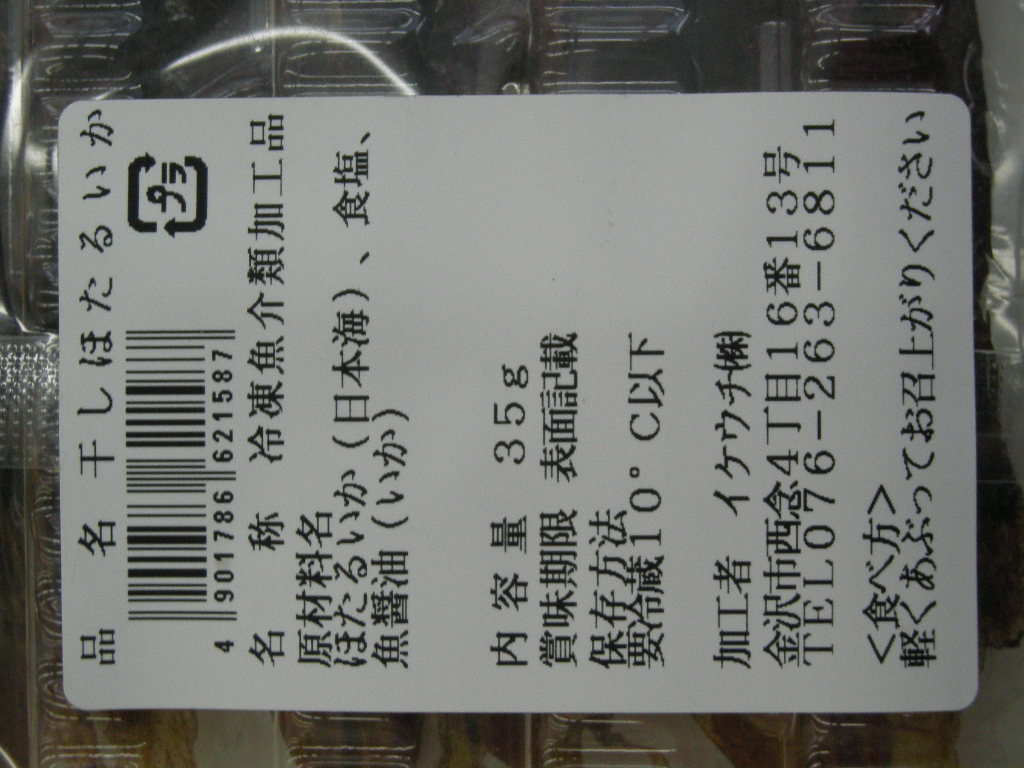 品　名　干しほたるいか
プラ
4 901786 621587
名　称　冷凍魚介類加工品
原材料名
ほたるいか（日本海）、食塩、
魚醤油（いか）
内容量　３５ｇ
賞味期限　表面記載
保存方法
要冷蔵１０°Ｃ以下
加工者　イケウチ㈱
金沢市西念４丁目１６番１３号
ＴＥＬ０７６－２６３－６８１１
＜食べ方＞
軽くあぶってお召上がりください